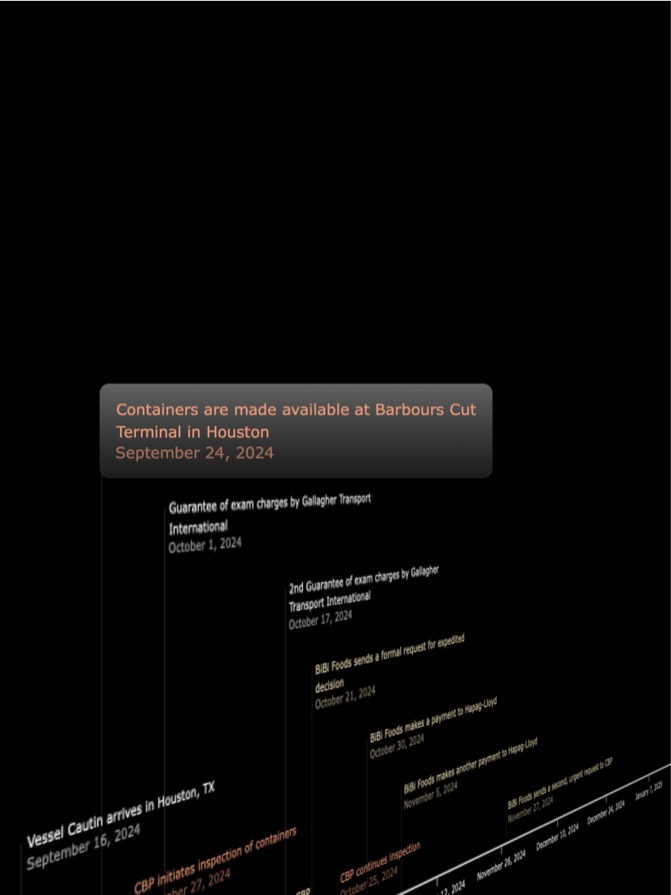 Containers are made available at Barbours Cut
Terminal in Houston
September 24, 2024
Guarantee of exam charges by Gallagher Transport
International
October 1, 2024
2nd Guarantee of exam charges by Gallagher
Transport International
October 17, 2024
BiBi Foods sends a formal request for expedited
decision
October 21, 2024
BiBi Foods makes a payment to Hapag-Lloyd
October 30, 2024
BiBi Foods makes another payment to Hapag-Lloyd
November 5, 2024
BiBi Foods sends a second, urgent request to CBP
November 27, 2024
Vessel Cautin arrives in Houston, TX
September 16, 2024
CBP initiates inspection of containers
27, 2024
CBP continues inspection
October 25, 2024
CBP
12, 2024
November 26, 2024
December 10, 2024
December 24, 2024
January 7, 2025